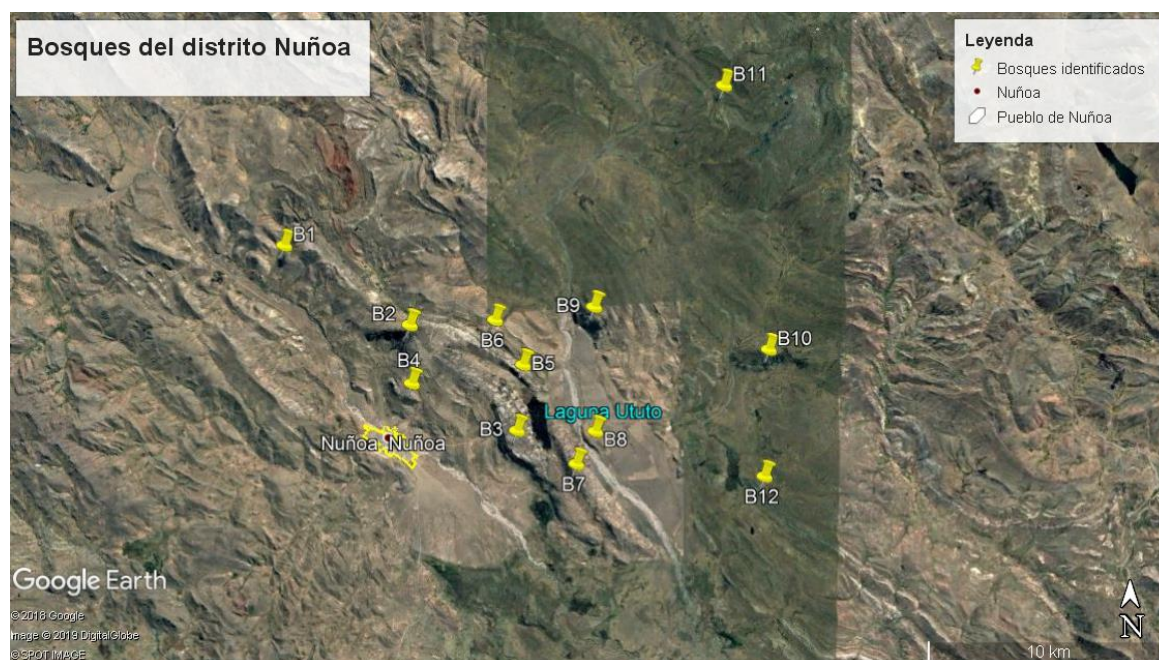 Bosques del distrito Nuñoa
Leyenda
Bosques identificados
Nuñoa
Pueblo de Nuñoa
B11
B1
B9
B2
B6
B10
B5
B4
Laguna Ututo
B3
B8
Nuñoa Nuñoa
B7
B12
Google Earth
© 2018 Google
Image © 2019 DigitalGlobe
© SPOT IMAGE
N
10 km